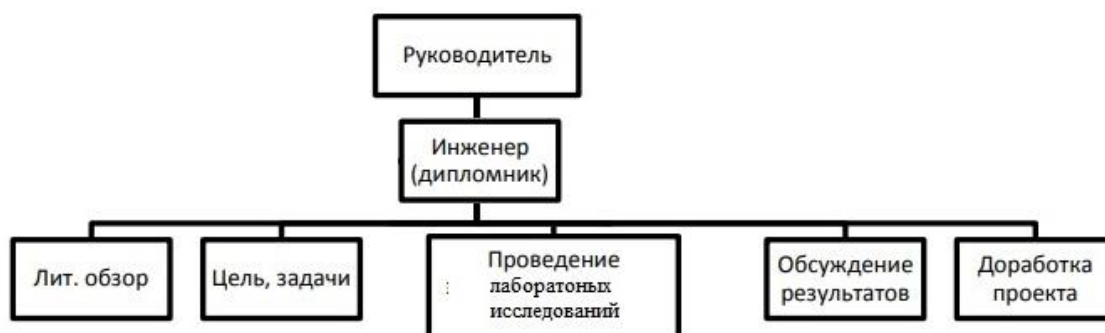 Руководитель
Инженер
(дипломник)
Лит. обзор
Цель, задачи
Проведение
лаборатоных
исследований
Обсуждение
результатов
Доработка
проекта